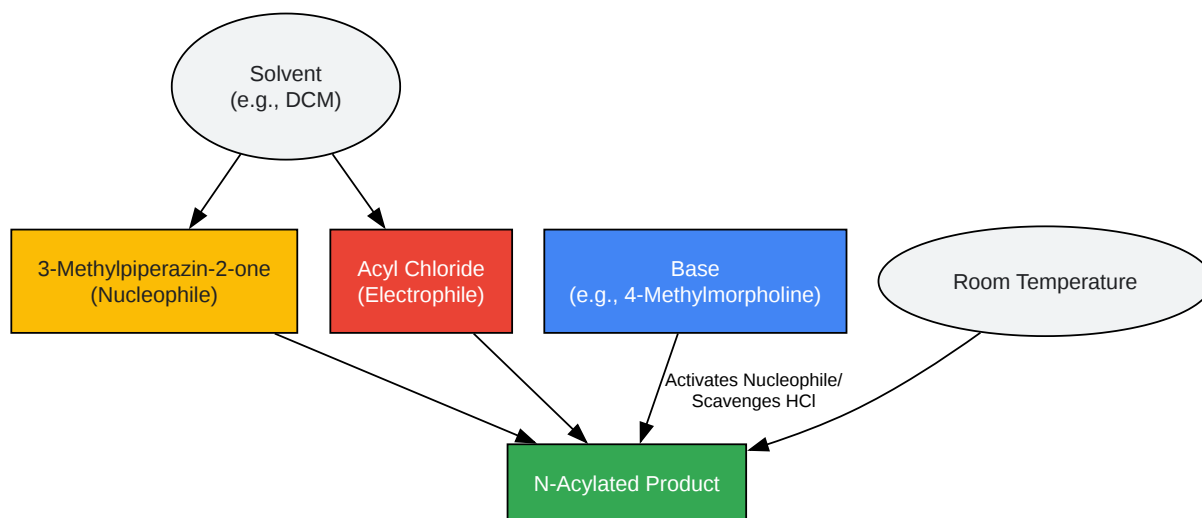 Solvent
(e.g., DCM)
3-Methylpiperazin-2-one
(Nucleophile)
Acyl Chloride
(Electrophile)
Base
(e.g., 4-Methylmorpholine)
Room Temperature
Activates Nucleophile/
Scavenges HCl
N-Acylated Product